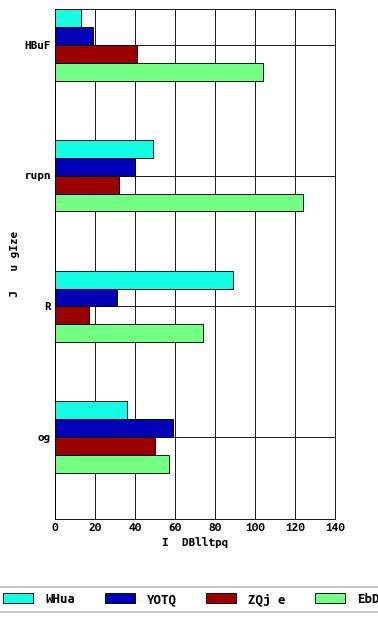 HBuF
rupn
R
og
J   u gIze
0 20 40 60 80 100 120 140
I  DBlltpq
WHua YOTQ ZQj e EbD